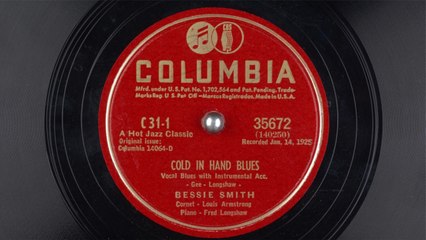 CBS
COLUMBIA
Mfrd. under U.S. Pat. No. 1,702,564 and Pat. Pending. Trade-
Marks Reg. U.S. Pat. Off.-Marcas Registradas. Made in U.S.A.
C 31-1
35672
A Hot Jazz Classic
(140250)
Original issue:
Recorded Jan. 14, 1925
Columbia 14064-D
COLD IN HAND BLUES
Vocal Blues with Instrumental Acc.
- Gee - Longshaw -
BESSIE SMITH
Cornet - Louis Armstrong
Piano - Fred Longshaw